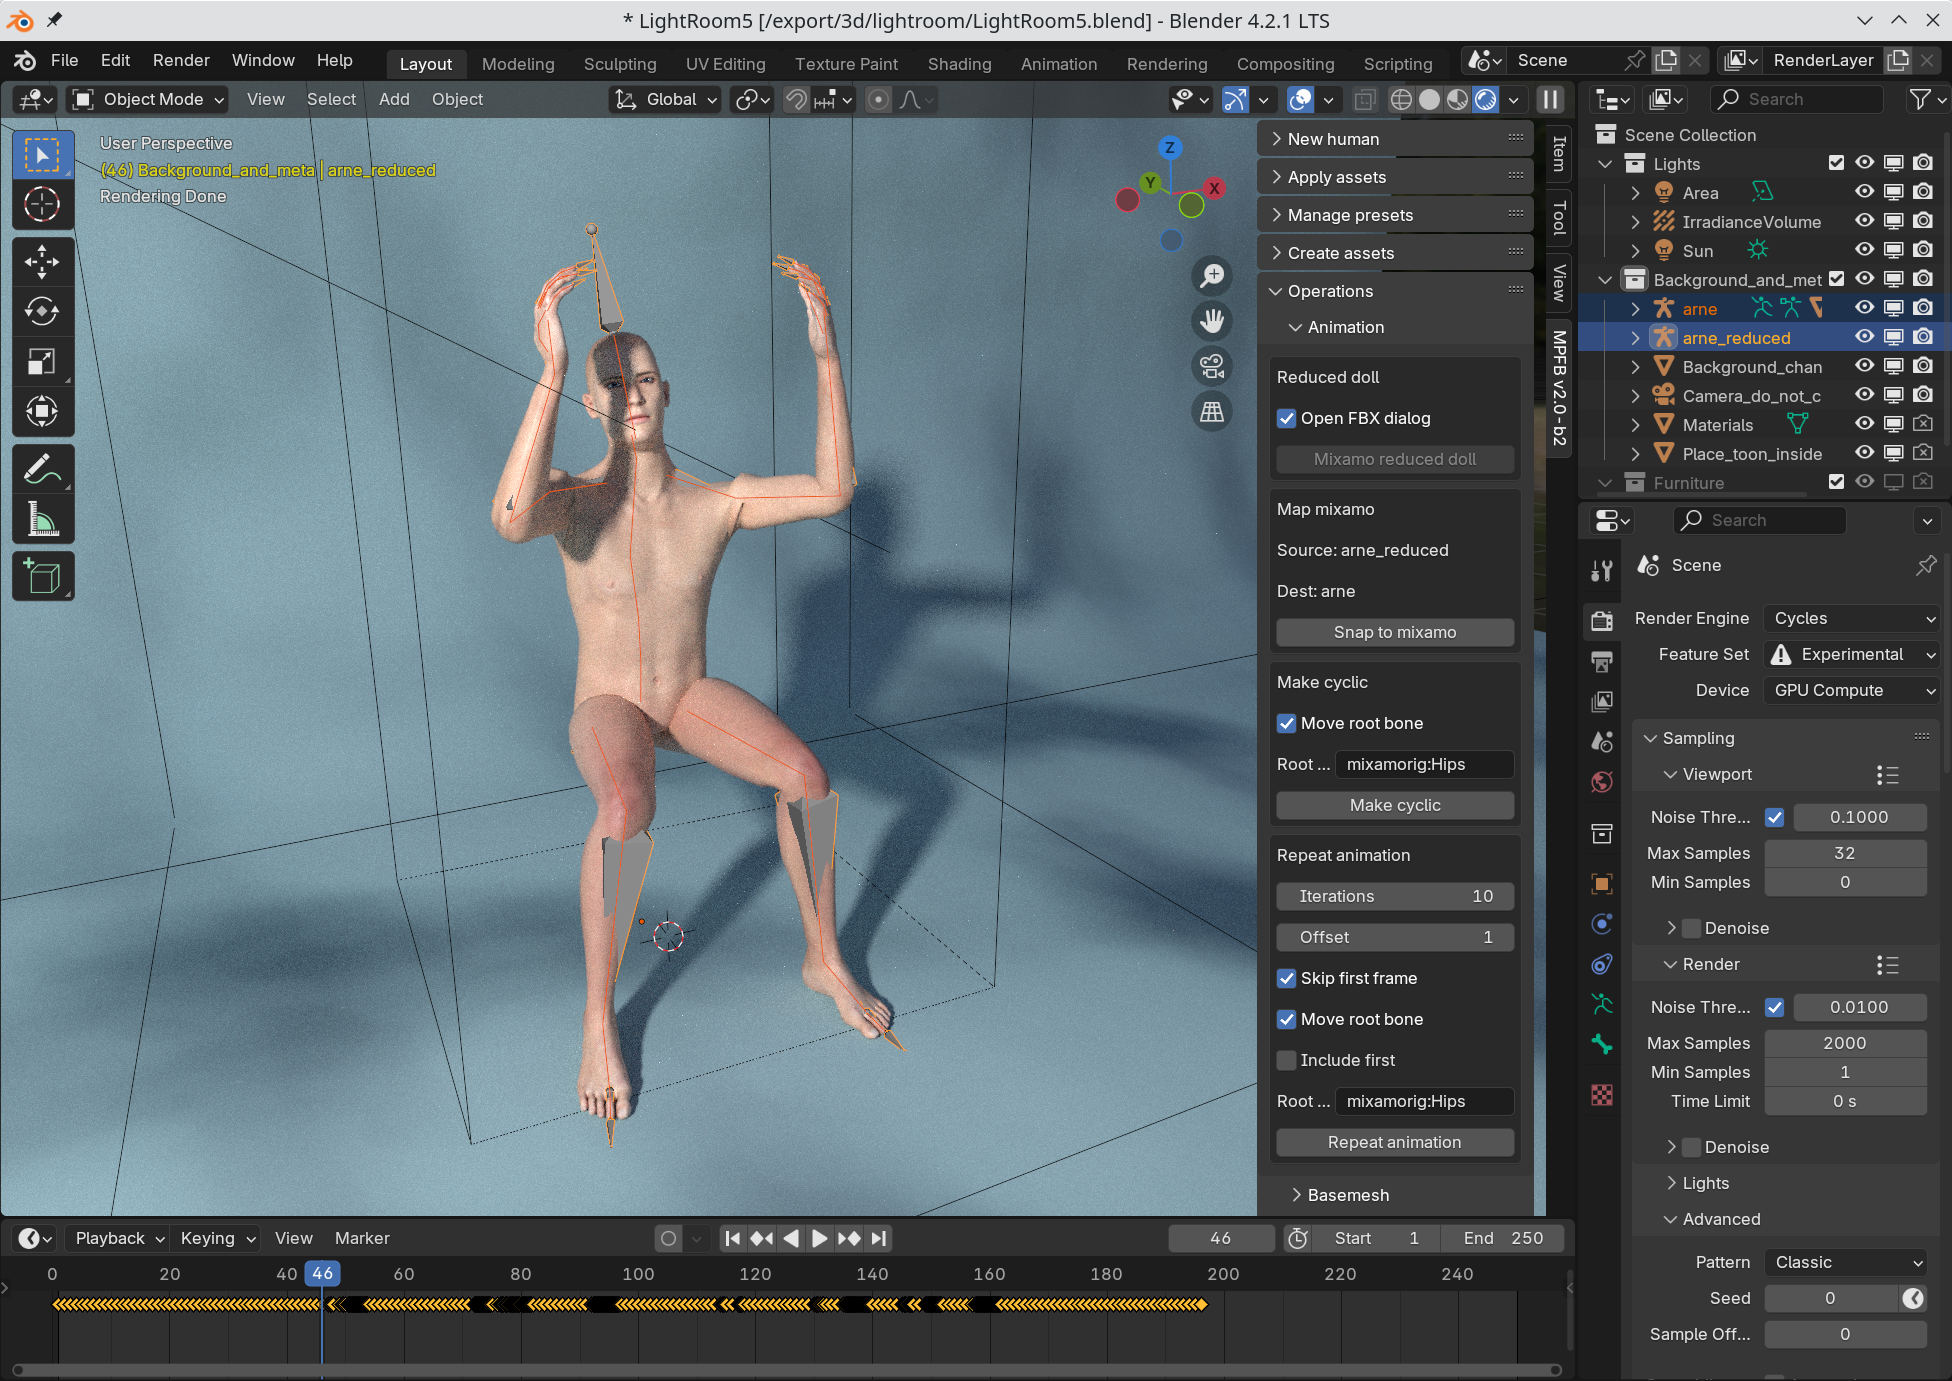 * LightRoom5 [/export/3d/lightroom/LightRoom5.blend] - Blender 4.2.1 LTS
File Edit Render Window Help Layout Modeling Sculpting UV Editing Texture Paint Shading Animation Rendering Compositing Scripting Scene RenderLayer
Object Mode View Select Add Object Global Search
User Perspective
(46) Background_and_meta | arne_reduced
Rendering Done
Z
Y
X
New human
Apply assets
Manage presets
Create assets
Operations
Animation
Reduced doll
Open FBX dialog
Mixamo reduced doll
Map mixamo
Source: arne_reduced
Dest: arne
Snap to mixamo
Make cyclic
Move root bone
Root ... mixamorig:Hips
Make cyclic
Repeat animation
Iterations 10
Offset 1
Skip first frame
Move root bone
Include first
Root ... mixamorig:Hips
Repeat animation
Basemesh
Item
Tool
View
MPFB v2.0-b2
Scene Collection
Lights
Area
IrradianceVolume
Sun
Background_and_met
arne
arne_reduced
Background_chan
Camera_do_not_c
Materials
Place_toon_inside
Furniture
Search
Scene
Render Engine Cycles
Feature Set Experimental
Device GPU Compute
Sampling
Viewport
Noise Thre... 0.1000
Max Samples 32
Min Samples 0
Denoise
Render
Noise Thre... 0.0100
Max Samples 2000
Min Samples 1
Time Limit 0 s
Denoise
Lights
Advanced
Pattern Classic
Seed 0
Sample Off... 0
Playback Keying View Marker 46 Start 1 End 250
0 20 40 46 60 80 100 120 140 160 180 200 220 240